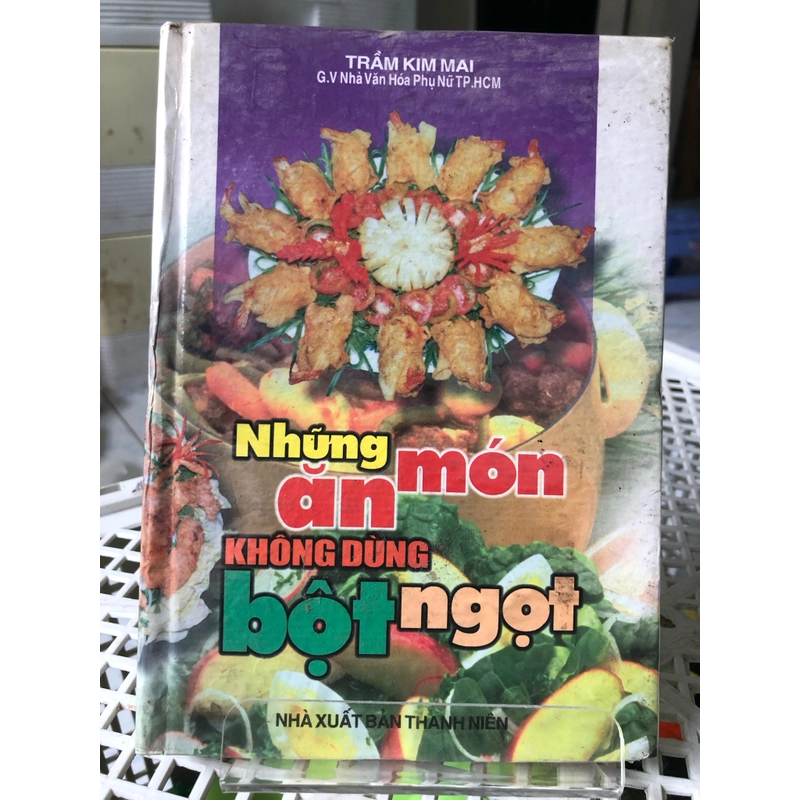 TRẦM KIM MAI
G.V Nhà Văn Hóa Phụ Nữ TP.HCM
Những món
ăn
KHÔNG DÙNG
bột ngọt
NHÀ XUẤT BẢN THANH NIÊN